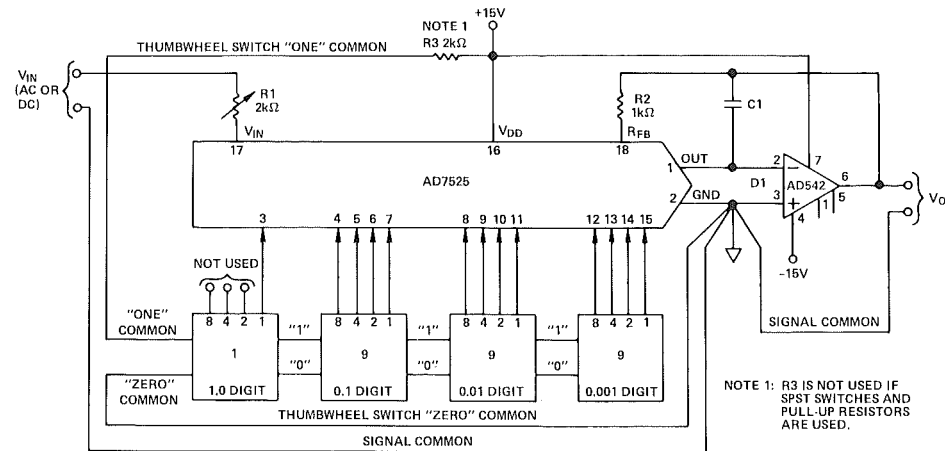 +15V
NOTE 1
R3 2kΩ
THUMBWHEEL SWITCH "ONE" COMMON
VIN
(AC OR
DC)
R1
2kΩ
R2
1kΩ
C1
VIN
VDD
RFB
17
16
18
AD7525
1
OUT
2
GND
D1
2
−
7
AD542
6
3
+
1
5
4
-15V
VO
3
4 5 6 7
8 9 10 11
12 13 14 15
NOT USED
"ONE"
COMMON
8 4 2 1
1
1.0 DIGIT
"1"
"0"
8 4 2 1
9
0.1 DIGIT
"1"
"0"
8 4 2 1
9
0.01 DIGIT
"1"
"0"
8 4 2 1
9
0.001 DIGIT
"ZERO"
COMMON
THUMBWHEEL SWITCH "ZERO" COMMON
SIGNAL COMMON
SIGNAL COMMON
NOTE 1: R3 IS NOT USED IF
SPST SWITCHES AND
PULL-UP RESISTORS
ARE USED.